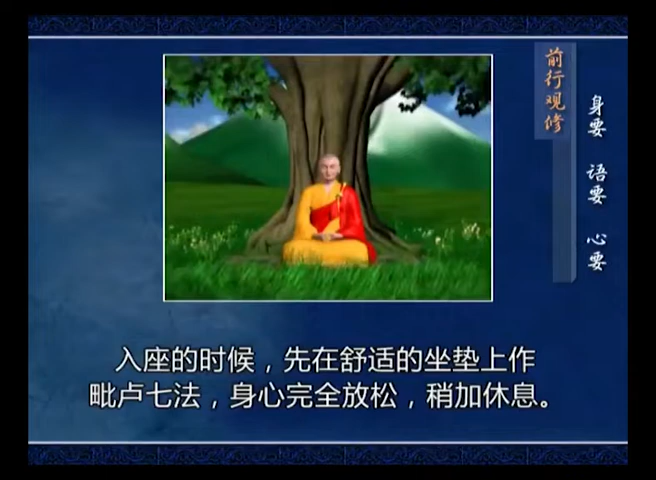 前行观修
身要 语要 心要
入座的时候，先在舒适的坐垫上作
毗卢七法，身心完全放松，稍加休息。